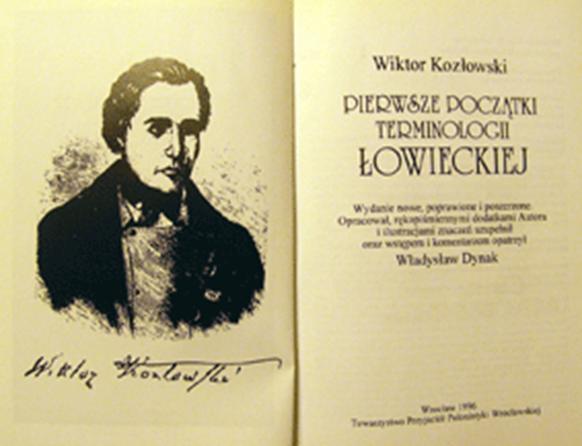 Wiktor Kozłowski
Wiktor Kozłowski
PIERWSZE POCZĄTKI
TERMINOLOGII
ŁOWIECKIEJ
Wydanie nowe, poprawione i poszerzone
Opracował, rękopiśmiennymi dodatkami Autora
i ilustracjami znaczeń uzupełnił
oraz wstępem i komentarzem opatrzył
Władysław Dynak
Wrocław 1996
Towarzystwo Przyjaciół Polonistyki Wrocławskiej